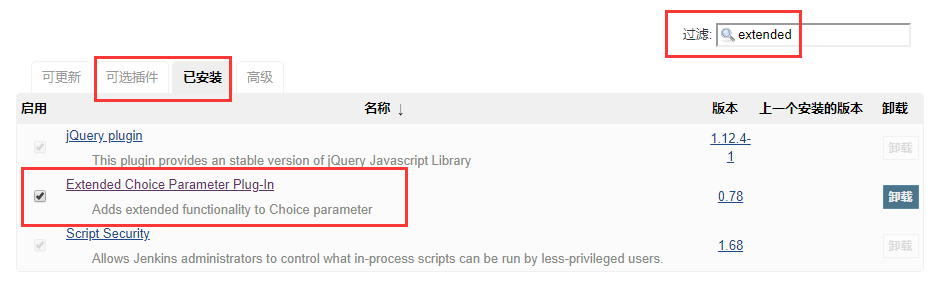 过滤: extended
可更新 可选插件 已安装 高级
启用 名称 ↓ 版本 上一个安装的版本 卸载
jQuery plugin 1.12.4-1 卸载
This plugin provides an stable version of jQuery Javascript Library
Extended Choice Parameter Plug-In 0.78 卸载
Adds extended functionality to Choice parameter
Script Security 1.68 卸载
Allows Jenkins administrators to control what in-process scripts can be run by less-privileged users.